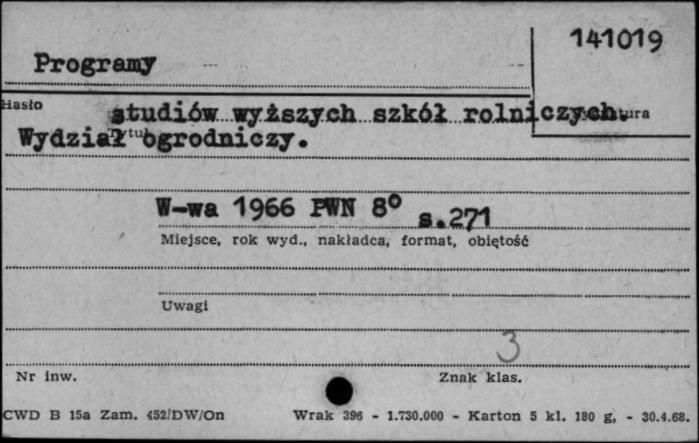 141019
Programy
Hasło studiów wyższych szkół rolniczych.
Wydział ogrodniczy.
Tytuł
W-wa 1966 PWN 8° s.271
Miejsce, rok wyd., nakładca, format, objętość
Uwagi
3
Nr inw. Znak klas.
CWD B 15a Zam. 452/DW/On Wrak 396 - 1.730.000 - Karton 5 kl. 180 g, - 30.4.68.